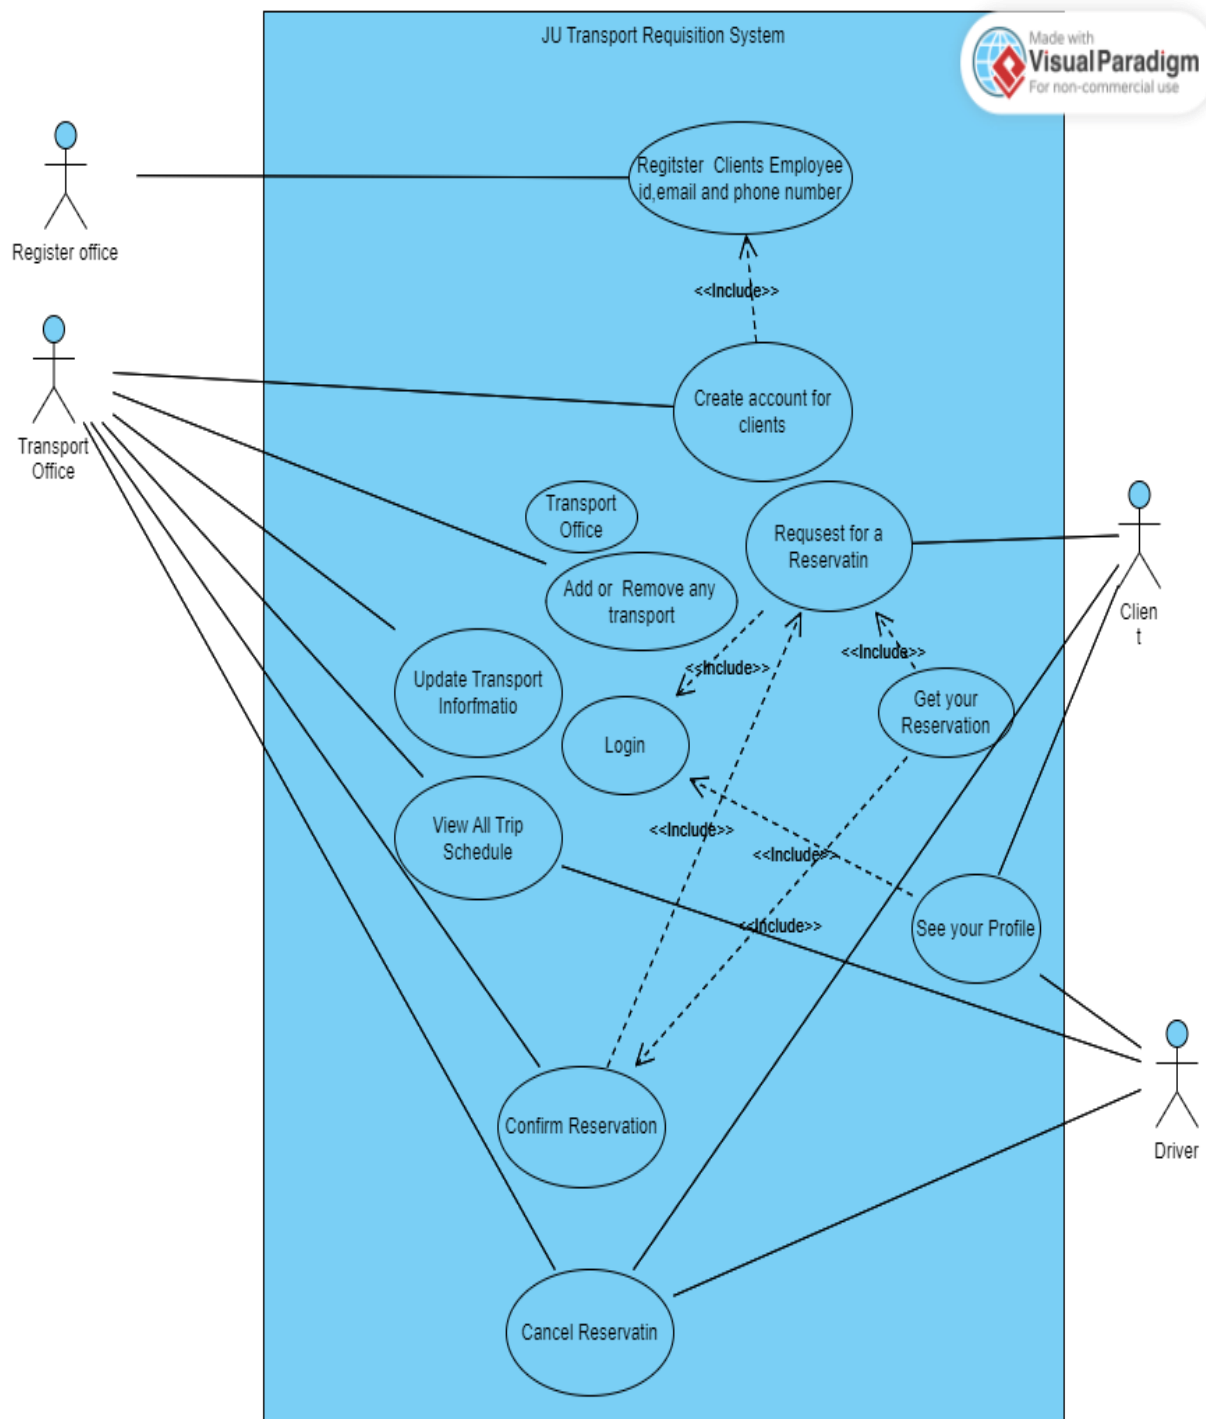 JU Transport Requisition System
Made with
Visual Paradigm
For non-commercial use
Regitster Clients Employee
id,email and phone number
Register office
<<Include>>
Transport
Office
Create account for
clients
Transport
Office
Requsest for a
Reservatin
Add or Remove any
transport
Clien
t
<<Include>>
<<Include>>
Update Transport
Inforfmatio
Get your
Reservation
Login
View All Trip
Schedule
<<Include>>
<<Include>>
<<Include>>
See your Profile
Confirm Reservation
Driver
Cancel Reservatin